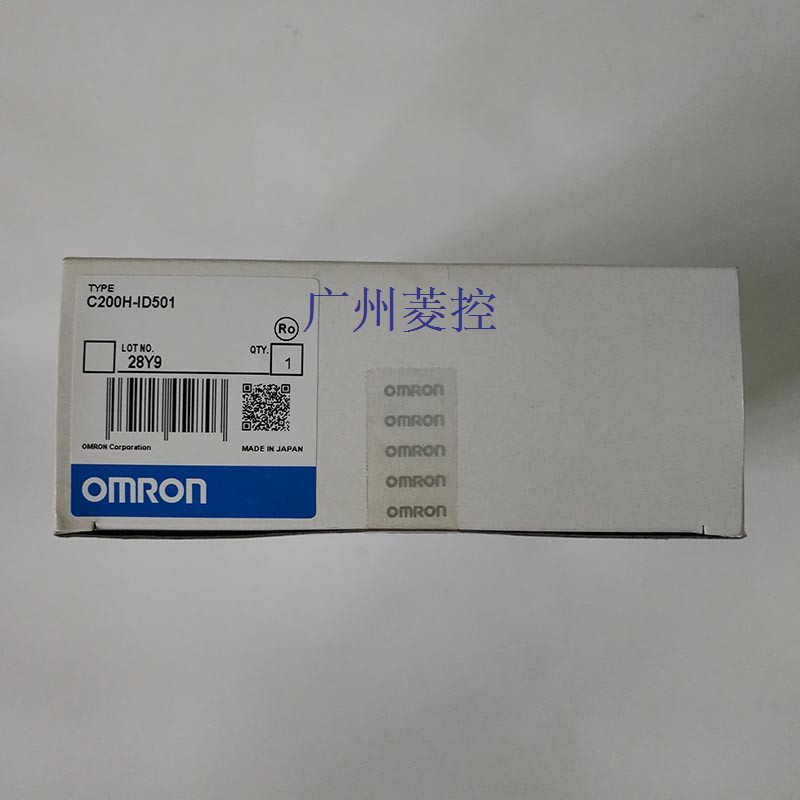 TYPE
C200H-ID501
广州菱控
Ro
LOT NO.
28Y9
QTY.
1
OMRON Corporation
MADE IN JAPAN
OMRON
OMRON
OMRON
OMRON
OMRON
OMRON